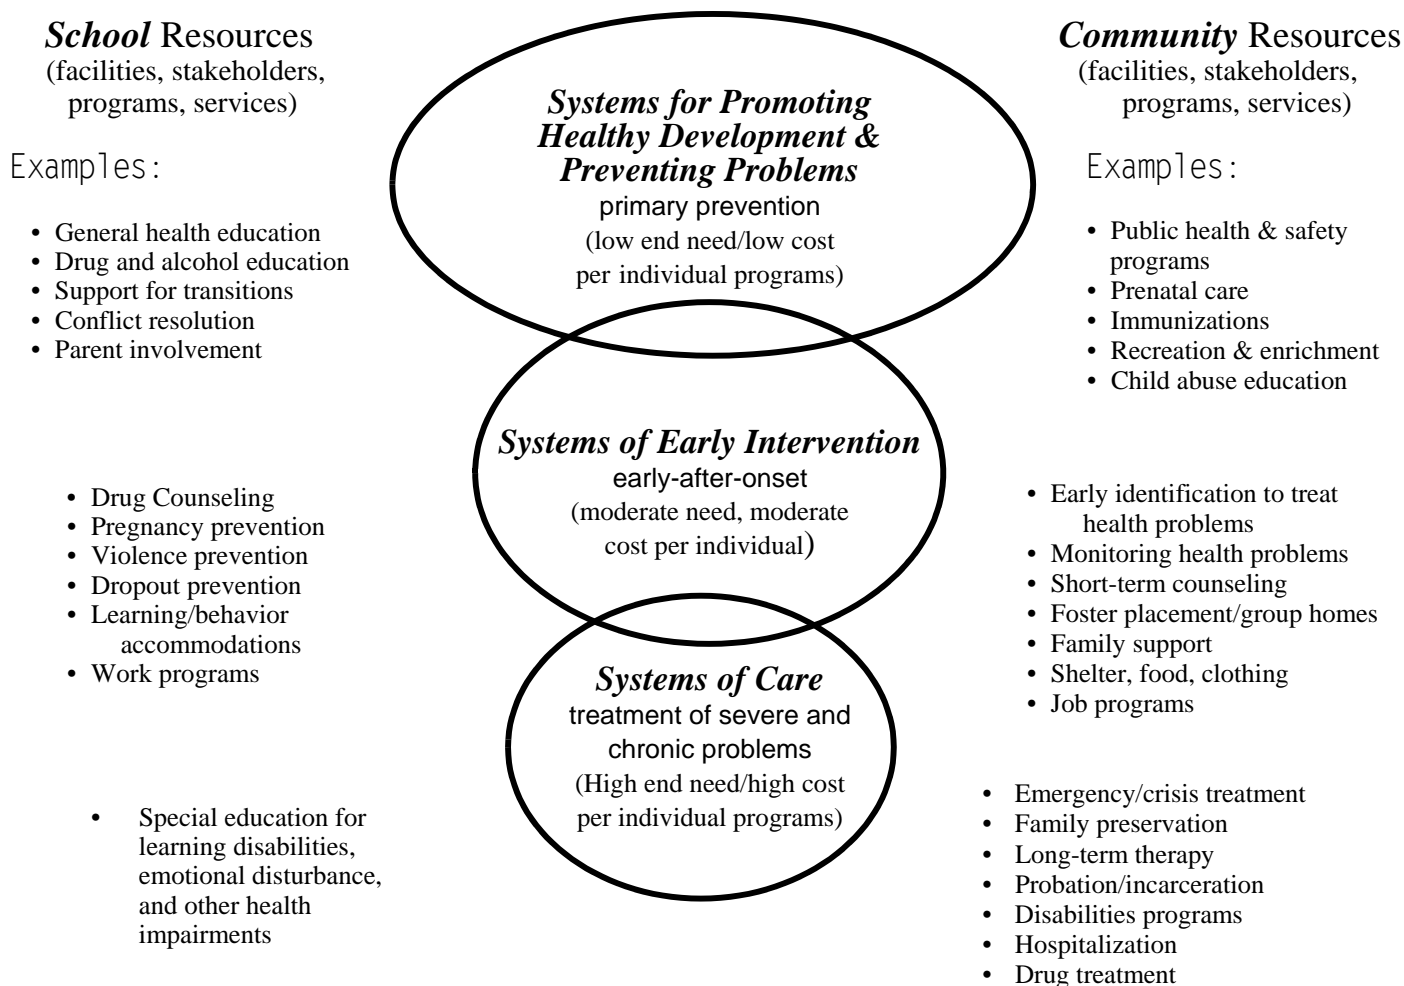 School Resources
(facilities, stakeholders,
programs, services)
Examples:
• General health education
• Drug and alcohol education
• Support for transitions
• Conflict resolution
• Parent involvement
• Drug Counseling
• Pregnancy prevention
• Violence prevention
• Dropout prevention
• Learning/behavior
accommodations
• Work programs
• Special education for
learning disabilities,
emotional disturbance,
and other health
impairments
Systems for Promoting
Healthy Development &
Preventing Problems
primary prevention
(low end need/low cost
per individual programs)
Systems of Early Intervention
early-after-onset
(moderate need, moderate
cost per individual)
Systems of Care
treatment of severe and
chronic problems
(High end need/high cost
per individual programs)
Community Resources
(facilities, stakeholders,
programs, services)
Examples:
• Public health & safety
programs
• Prenatal care
• Immunizations
• Recreation & enrichment
• Child abuse education
• Early identification to treat
health problems
• Monitoring health problems
• Short-term counseling
• Foster placement/group homes
• Family support
• Shelter, food, clothing
• Job programs
• Emergency/crisis treatment
• Family preservation
• Long-term therapy
• Probation/incarceration
• Disabilities programs
• Hospitalization
• Drug treatment